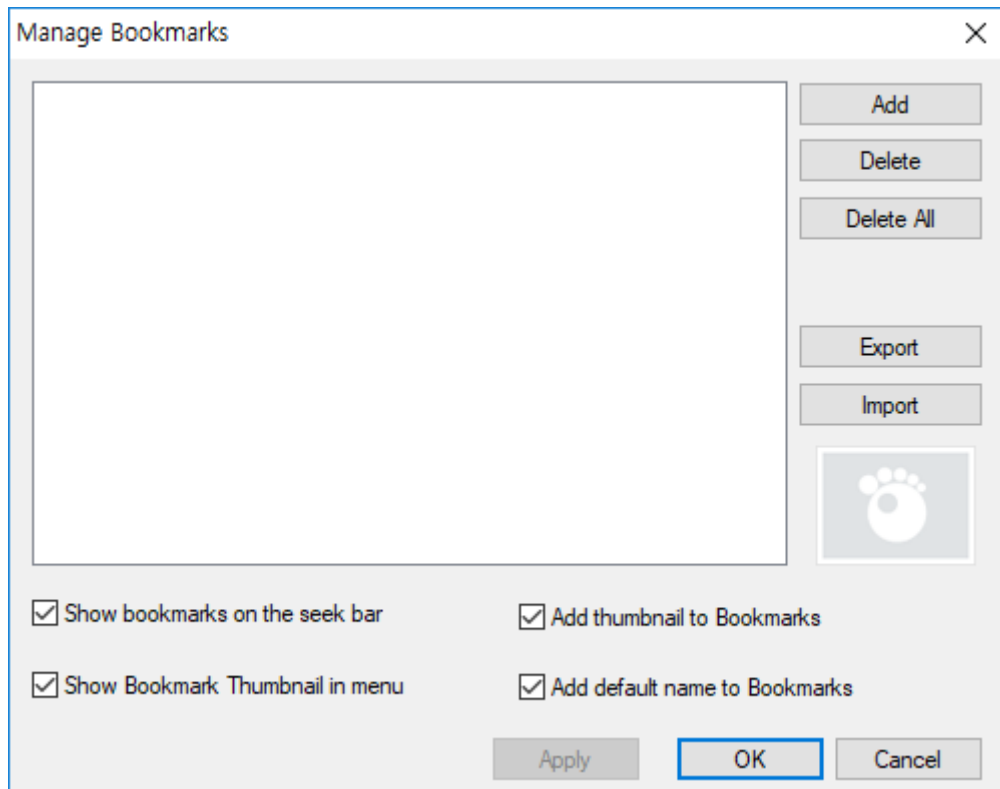 Manage Bookmarks
Add
Delete
Delete All
Export
Import
Show bookmarks on the seek bar
Add thumbnail to Bookmarks
Show Bookmark Thumbnail in menu
Add default name to Bookmarks
Apply
OK
Cancel